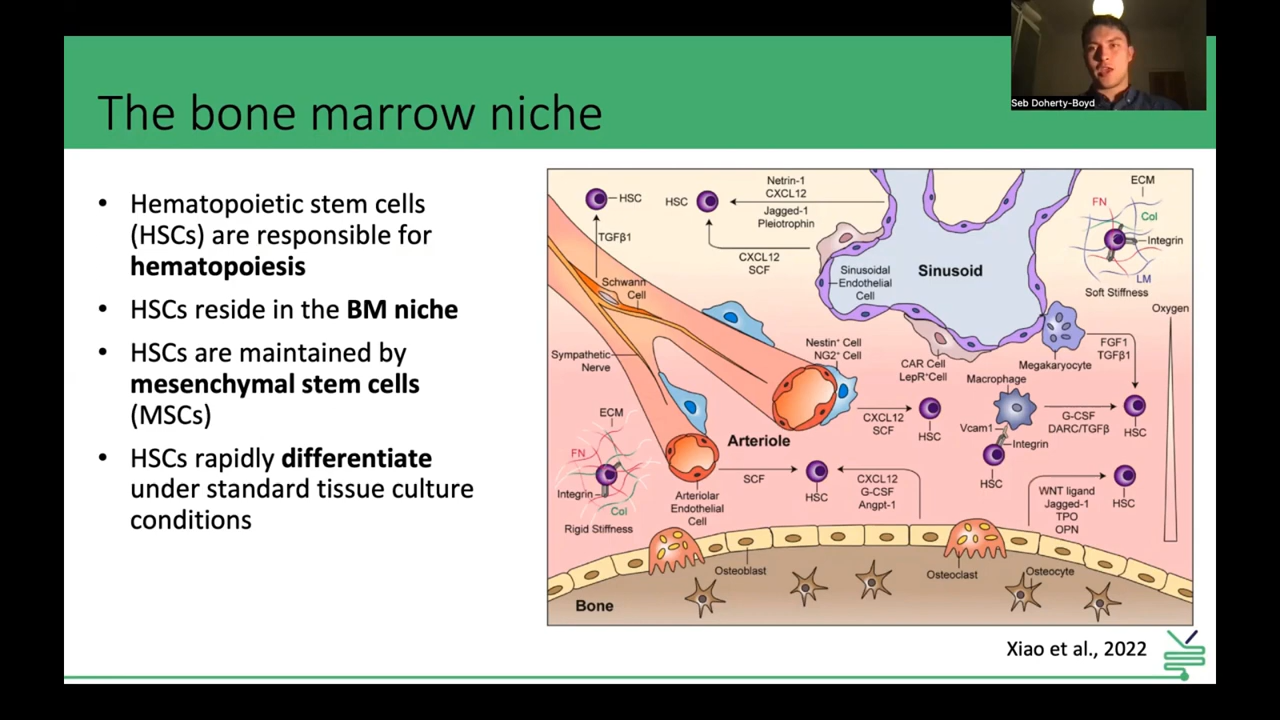 Seb Doherty-Boyd
The bone marrow niche
• Hematopoietic stem cells
(HSCs) are responsible for
hematopoiesis
• HSCs reside in the BM niche
• HSCs are maintained by
mesenchymal stem cells
(MSCs)
• HSCs rapidly differentiate
under standard tissue culture
conditions
HSC
TGFβ1
Schwann
Cell
Sympathetic
Nerve
HSC
Netrin-1
CXCL12
Jagged-1
Pleiotrophin
CXCL12
SCF
Sinusoidal
Endothelial
Cell
Sinusoid
ECM
FN
Col
Integrin
LM
Soft Stiffness
Oxygen
Nestin+ Cell
NG2+ Cell
CAR Cell
LepR+Cell
Megakaryocyte
FGF1
TGFβ1
Macrophage
Vcam1
Integrin
HSC
G-CSF
DARC/TGFβ
HSC
CXCL12
SCF
HSC
ECM
FN
Integrin
Col
Rigid Stiffness
Arteriole
Arteriolar
Endothelial
Cell
SCF
HSC
CXCL12
G-CSF
Angpt-1
WNT ligand
Jagged-1
TPO
OPN
HSC
Osteoblast
Osteoclast
Osteocyte
Bone
Xiao et al., 2022